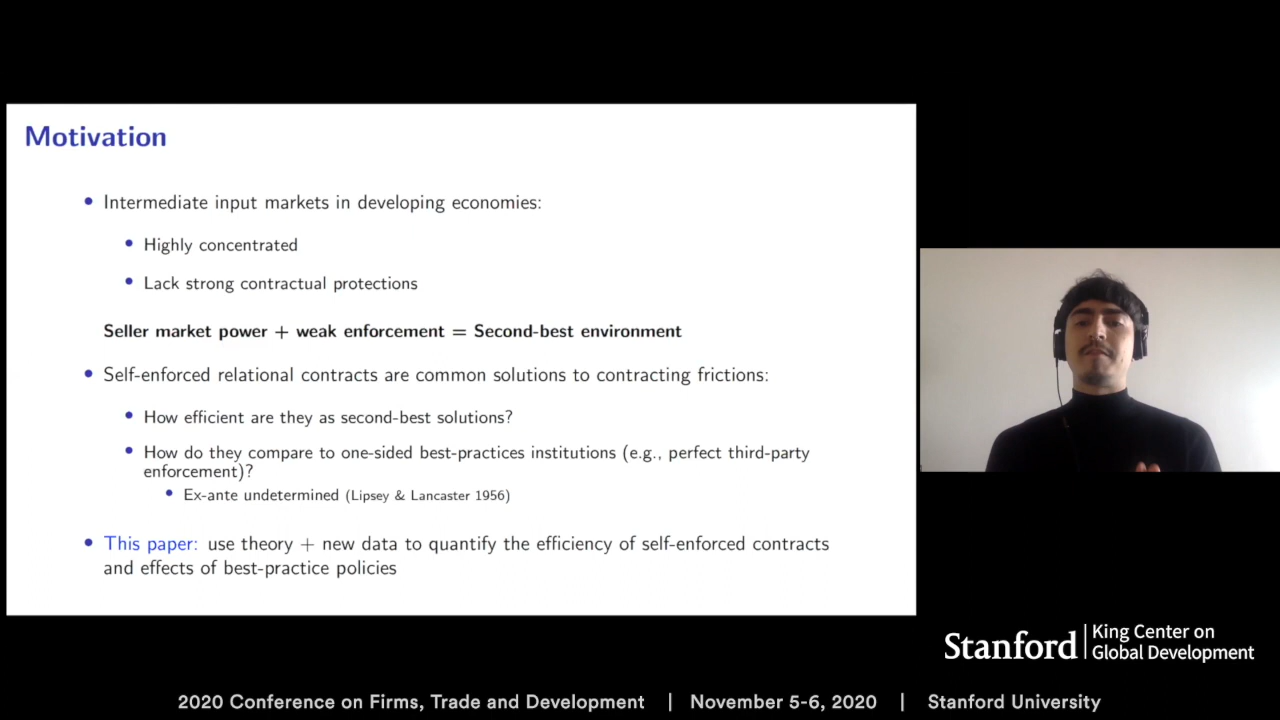 Motivation
• Intermediate input markets in developing economies:
• Highly concentrated
• Lack strong contractual protections
Seller market power + weak enforcement = Second-best environment
• Self-enforced relational contracts are common solutions to contracting frictions:
• How efficient are they as second-best solutions?
• How do they compare to one-sided best-practices institutions (e.g., perfect third-party
enforcement)?
• Ex-ante undetermined (Lipsey & Lancaster 1956)
• This paper: use theory + new data to quantify the efficiency of self-enforced contracts
and effects of best-practice policies
Stanford | King Center on
Global Development
2020 Conference on Firms, Trade and Development | November 5-6, 2020 | Stanford University